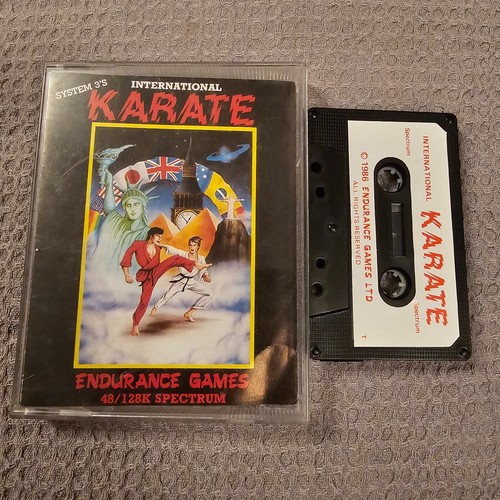 SYSTEM 3'S
INTERNATIONAL
KARATE
ENDURANCE GAMES
48/128K SPECTRUM
Spectrum
INTERNATIONAL KARATE
Spectrum
© 1986 ENDURANCE GAMES LTD
ALL RIGHTS RESERVED